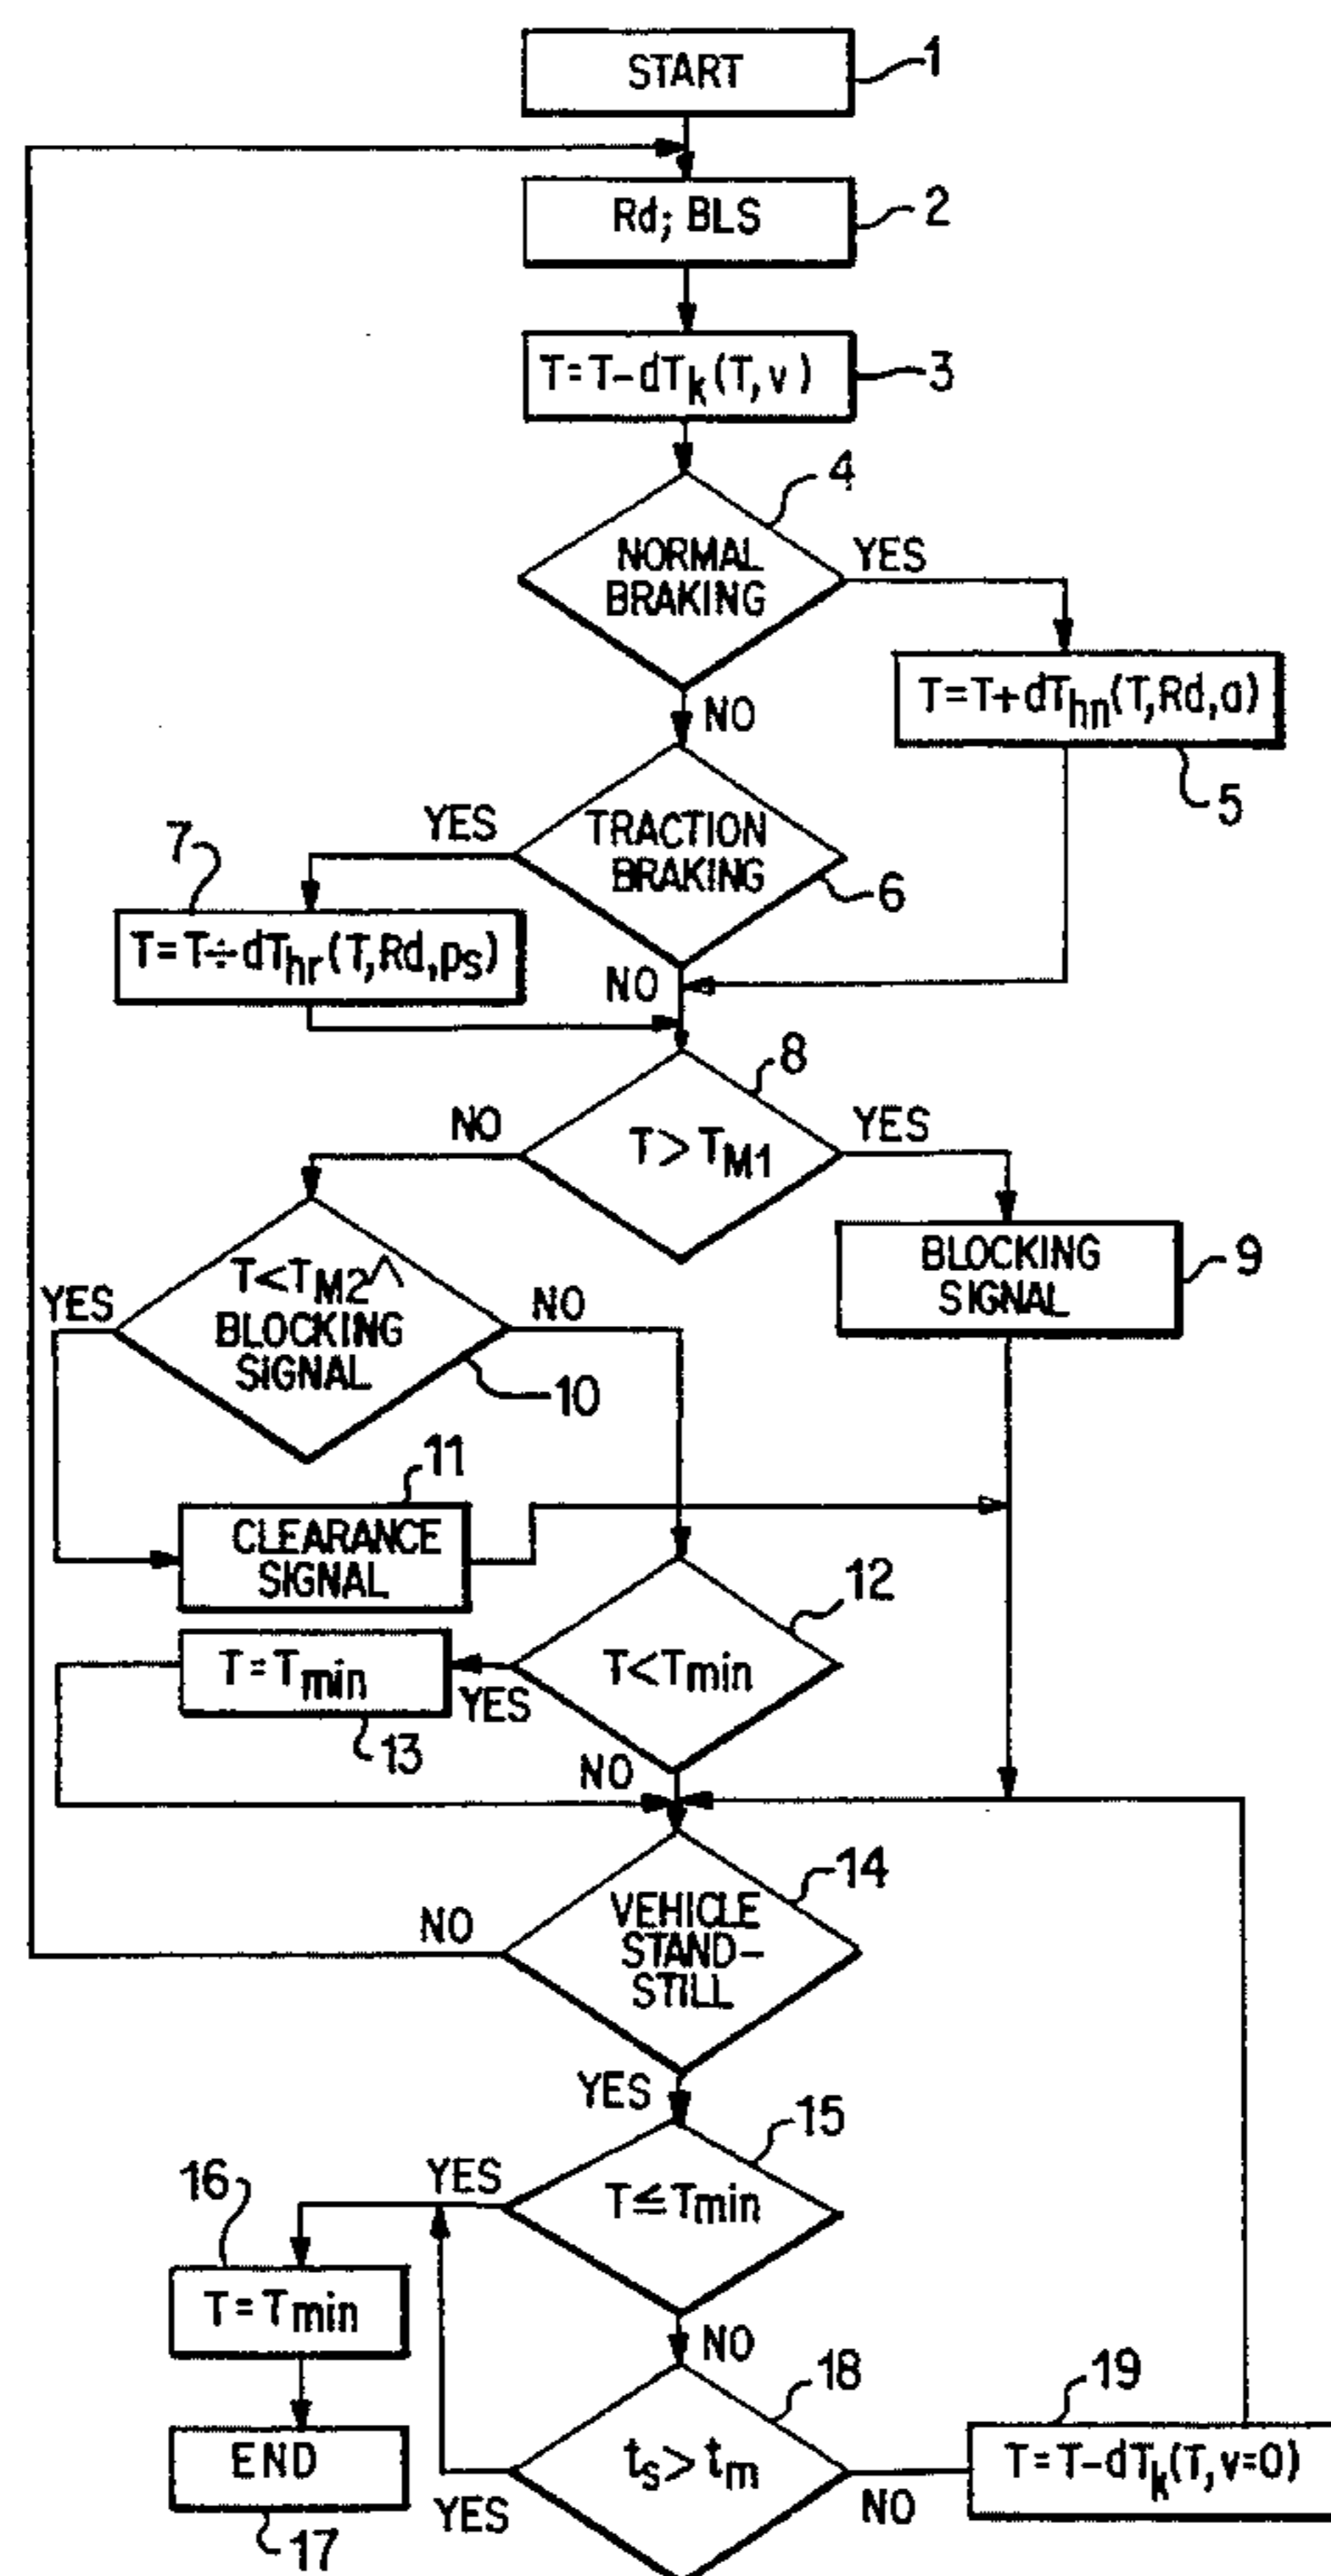 START
1
Rd; BLS
2
T=T-dTk(T,v)
3
4
NORMAL
BRAKING
YES
NO
T=T+dThn(T,Rd,a)
5
TRACTION
BRAKING
YES
6
7
T=T÷dThr(T,Rd,ps)
NO
8
T>TM1
NO
YES
BLOCKING
SIGNAL
9
T<TM2^
BLOCKING
SIGNAL
YES
NO
10
11
CLEARANCE
SIGNAL
12
T<Tmin
YES
T=Tmin
13
NO
14
VEHICLE
STAND-
STILL
NO
YES
15
T≤Tmin
YES
16
T=Tmin
NO
END
17
18
ts>tm
YES
NO
19
T=T-dTk(T,v=0)